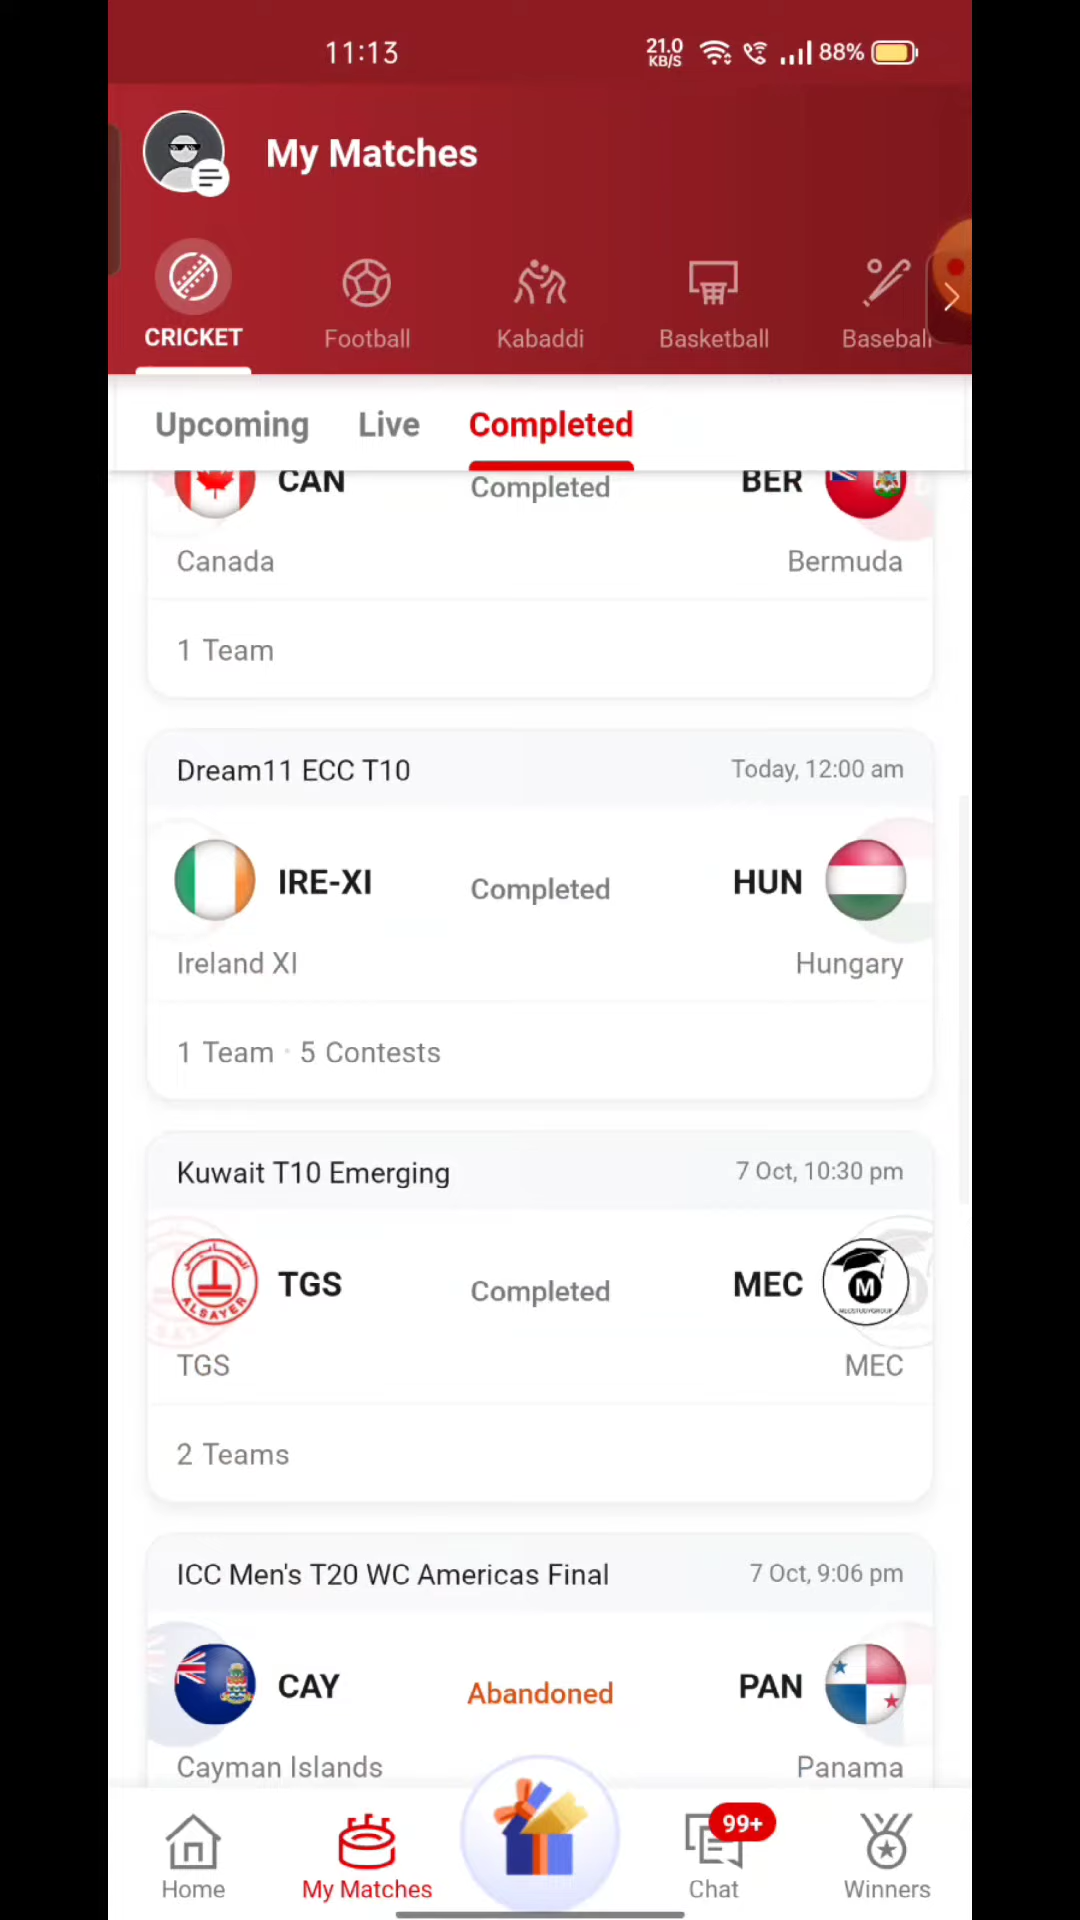 11:13
21.0 KB/S
88%
My Matches
CRICKET Football Kabaddi Basketball Baseball
Upcoming Live Completed
CAN Completed BER
Canada Bermuda
1 Team
Dream11 ECC T10 Today, 12:00 am
IRE-XI Completed HUN
Ireland XI Hungary
1 Team · 5 Contests
Kuwait T10 Emerging 7 Oct, 10:30 pm
ALSAYER TGS Completed MEC M
TGS MEC
2 Teams
ICC Men's T20 WC Americas Final 7 Oct, 9:06 pm
CAY Abandoned PAN
Cayman Islands Panama
99+
Home My Matches Chat Winners